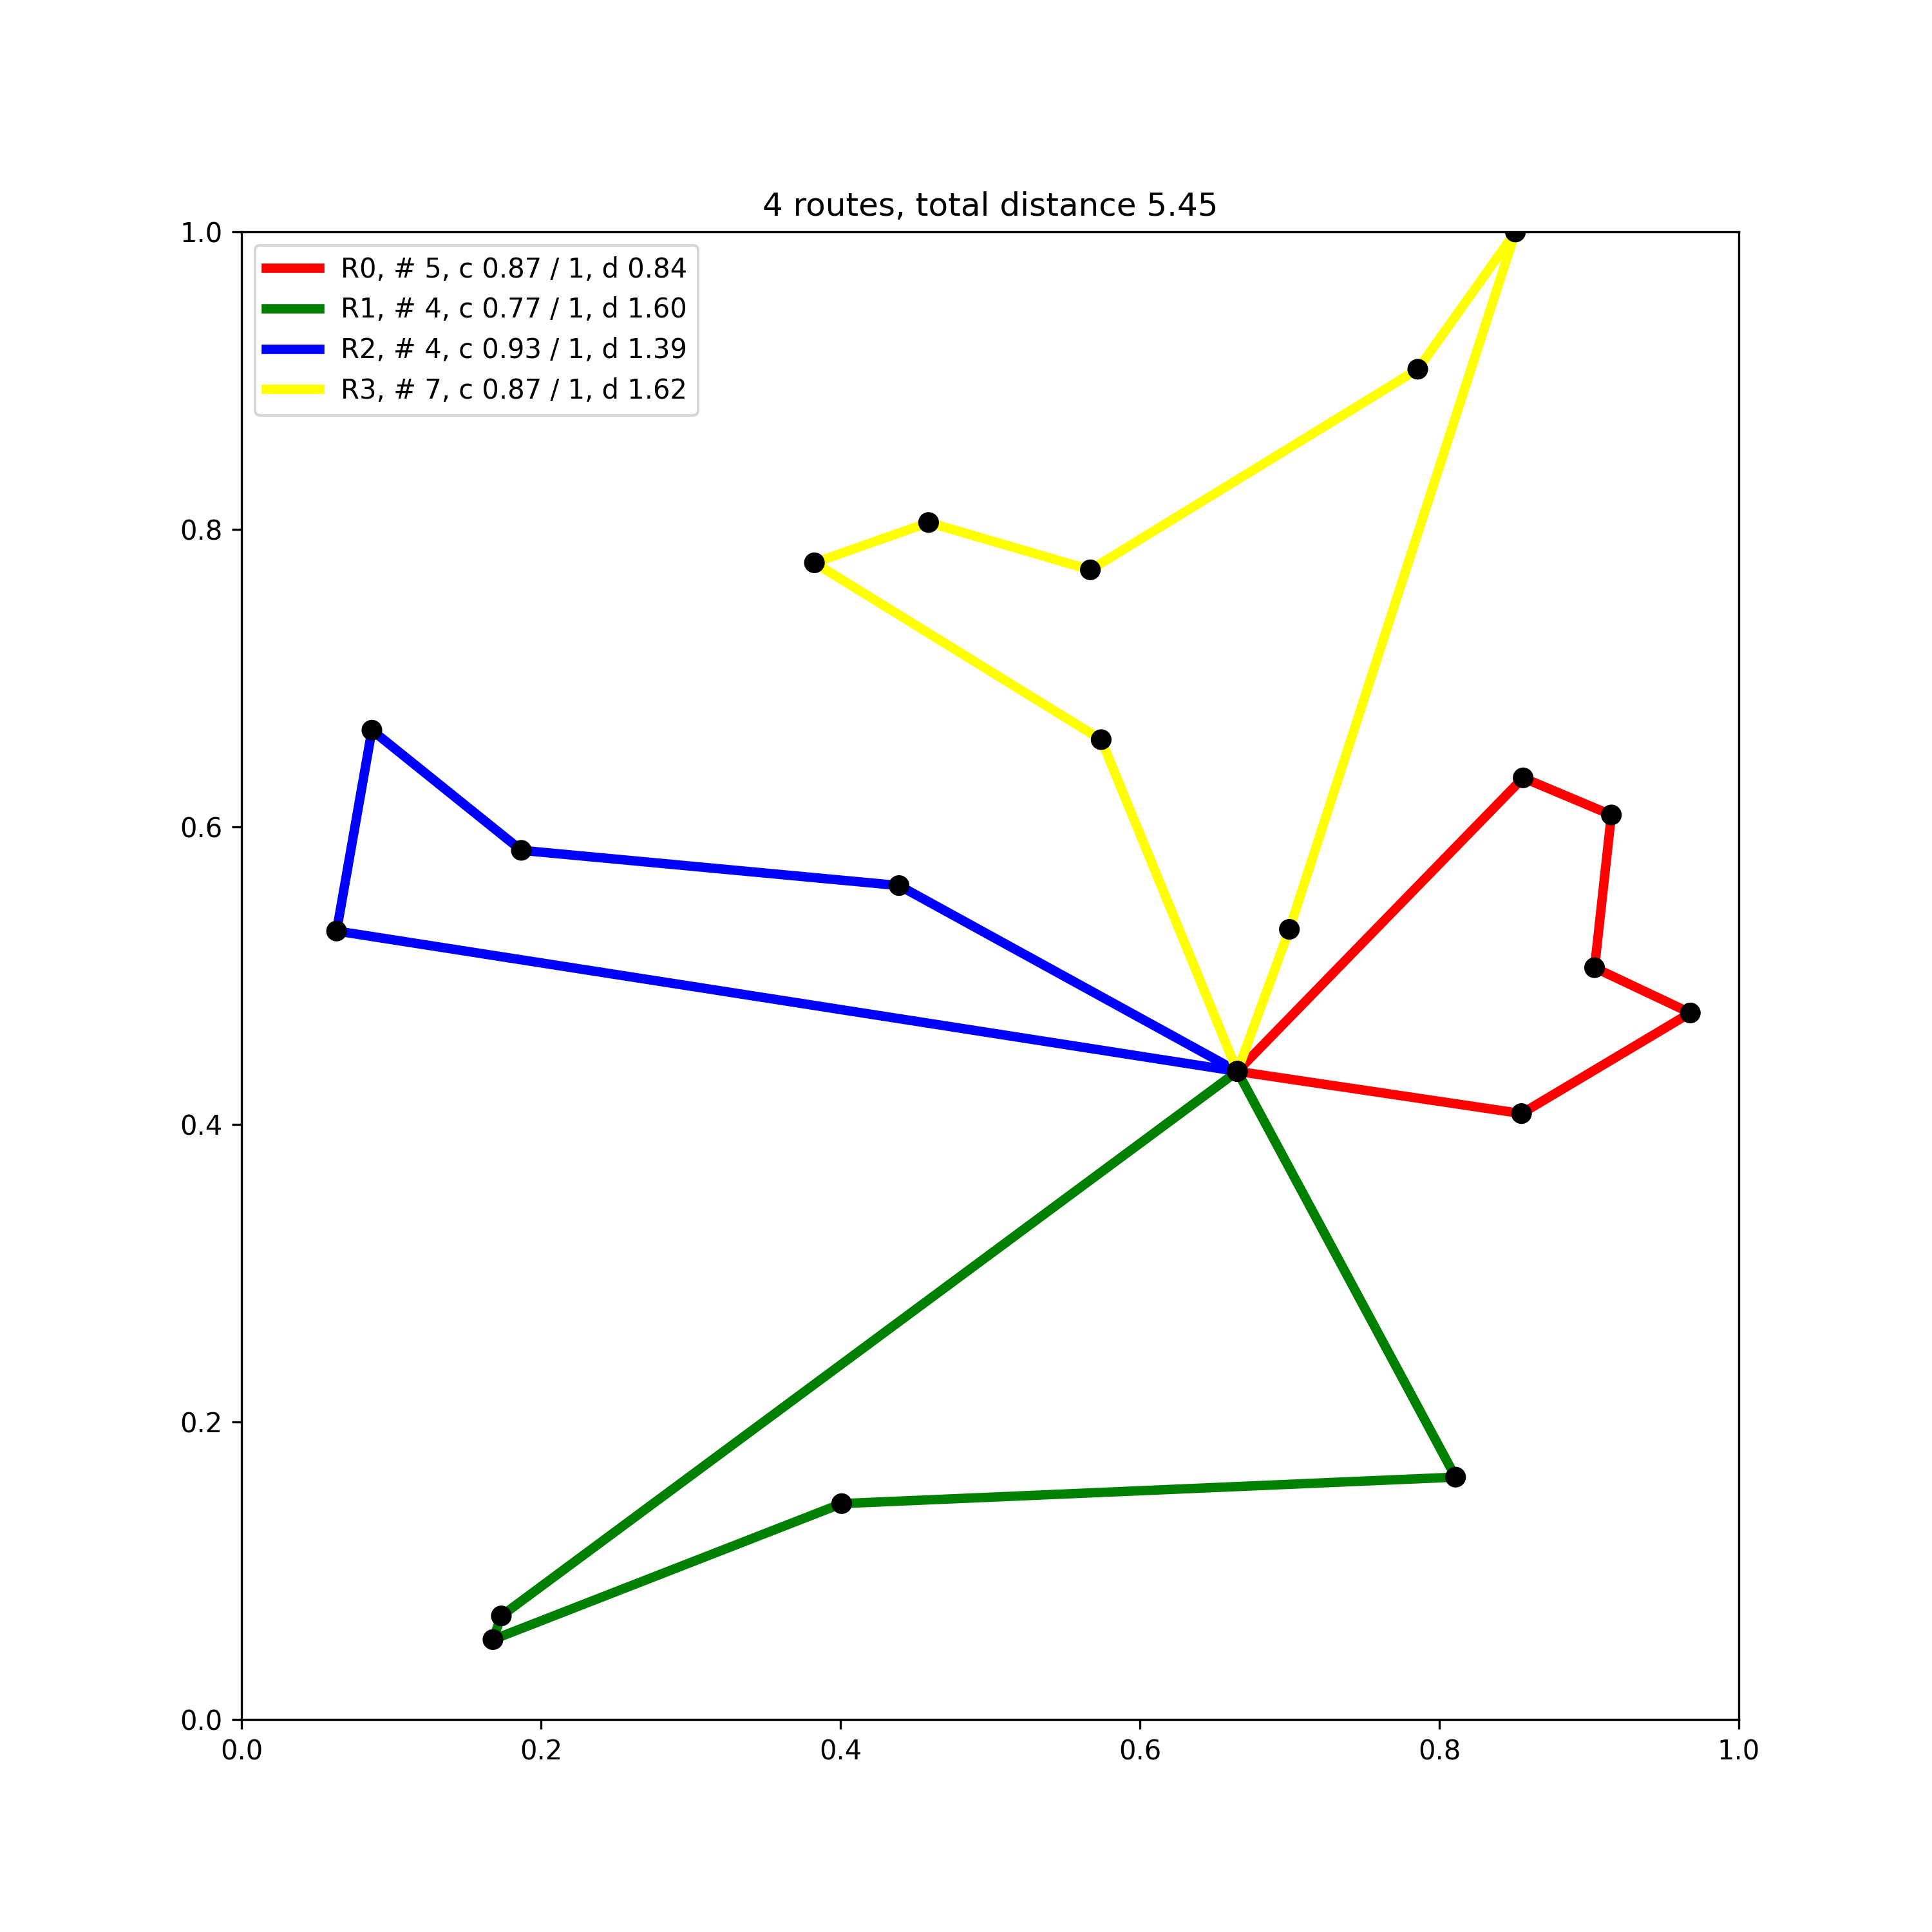 4 routes, total distance 5.45
R0, # 5, c 0.87 / 1, d 0.84
R1, # 4, c 0.77 / 1, d 1.60
R2, # 4, c 0.93 / 1, d 1.39
R3, # 7, c 0.87 / 1, d 1.62
1.0
0.8
0.6
0.4
0.2
0.0
0.0 0.2 0.4 0.6 0.8 1.0